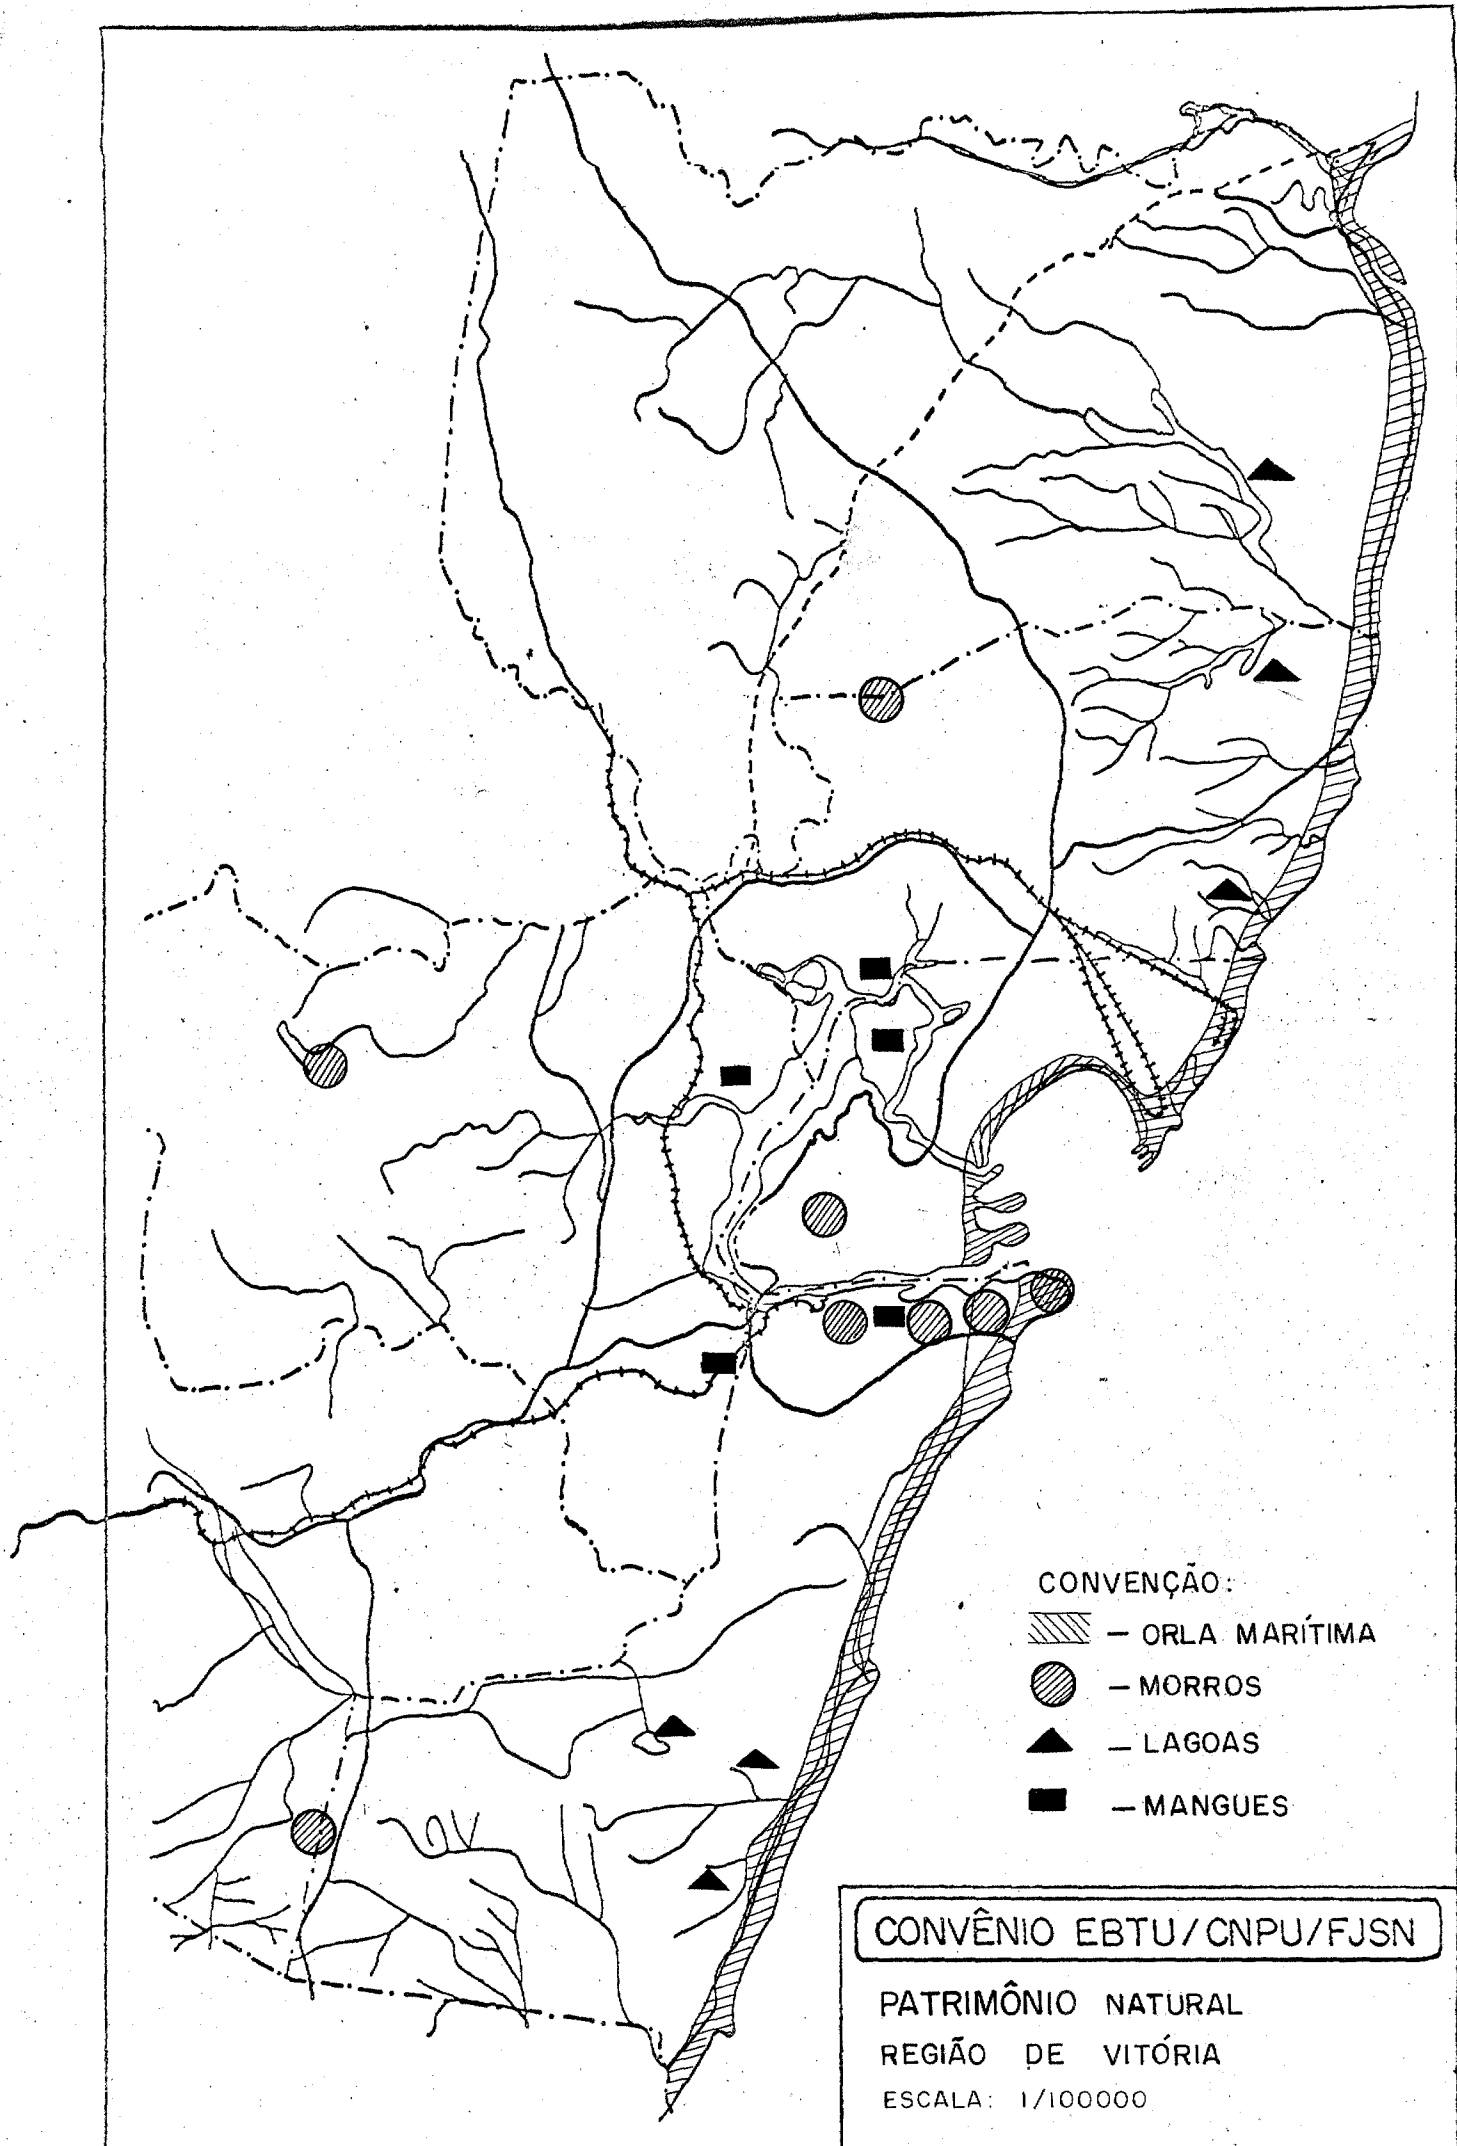 CONVENÇÃO:
— ORLA MARÍTIMA
— MORROS
— LAGOAS
— MANGUES
CONVÊNIO EBTU/CNPU/FJSN
PATRIMÔNIO NATURAL
REGIÃO DE VITÓRIA
ESCALA: 1/100000